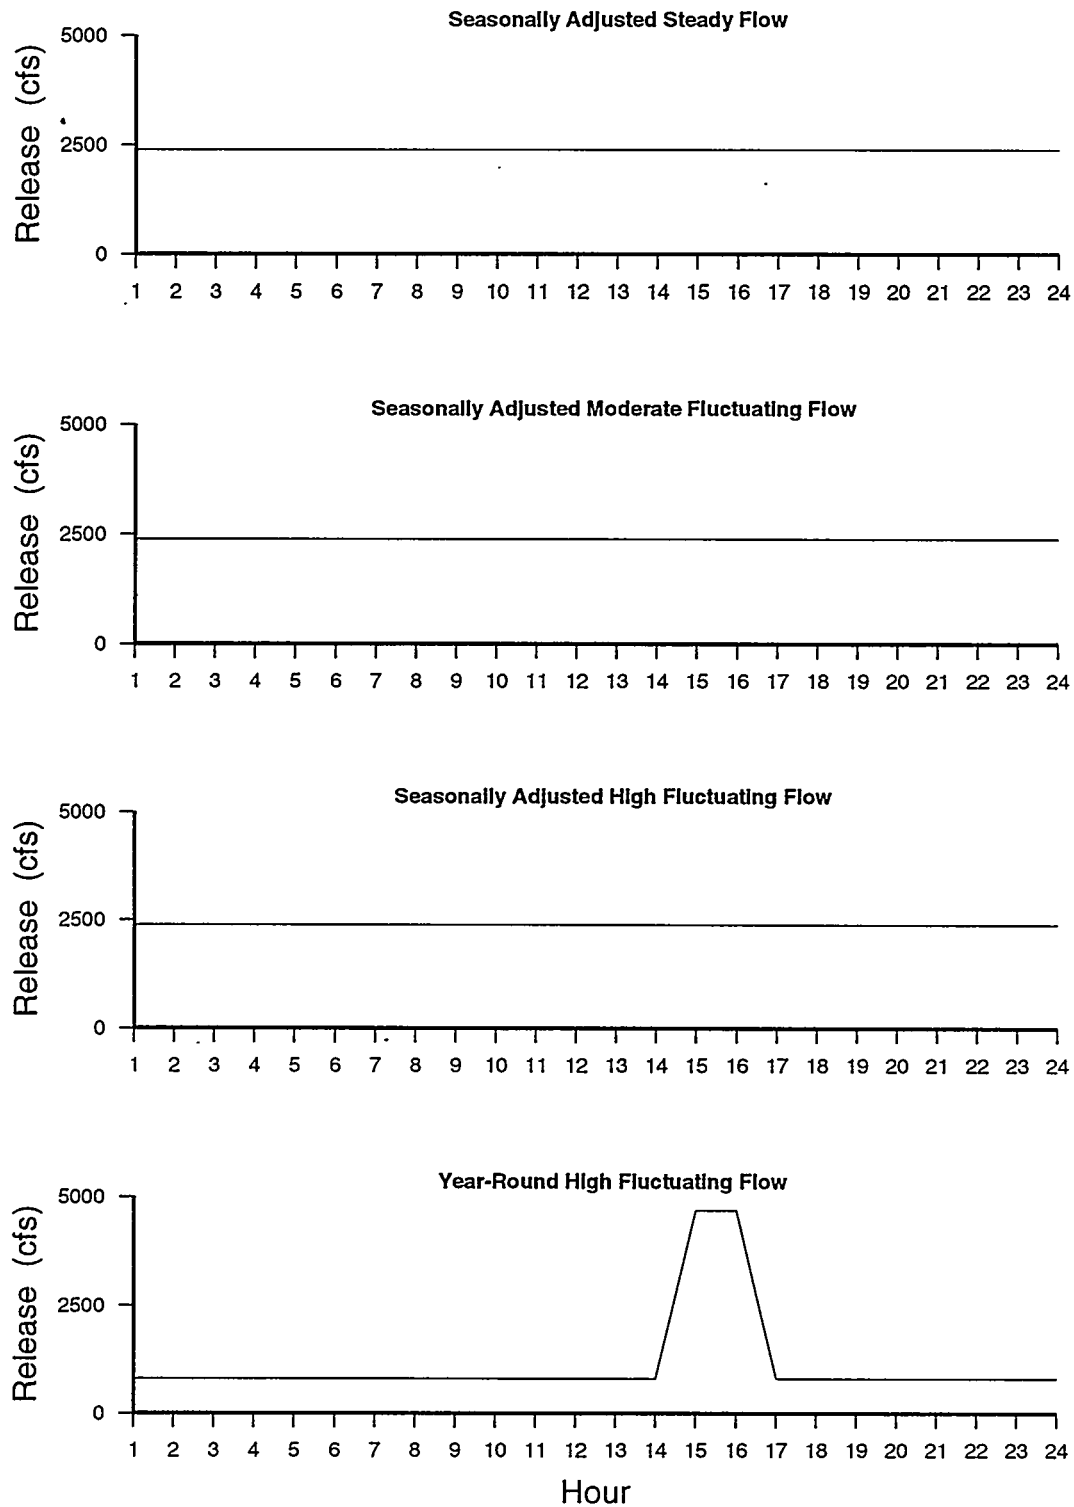 Seasonally Adjusted Steady Flow
Release (cfs)
5000
2500
0
1 2 3 4 5 6 7 8 9 10 11 12 13 14 15 16 17 18 19 20 21 22 23 24
Seasonally Adjusted Moderate Fluctuating Flow
Release (cfs)
5000
2500
0
1 2 3 4 5 6 7 8 9 10 11 12 13 14 15 16 17 18 19 20 21 22 23 24
Seasonally Adjusted High Fluctuating Flow
Release (cfs)
5000
2500
0
1 2 3 4 5 6 7 8 9 10 11 12 13 14 15 16 17 18 19 20 21 22 23 24
Year-Round High Fluctuating Flow
Release (cfs)
5000
2500
0
1 2 3 4 5 6 7 8 9 10 11 12 13 14 15 16 17 18 19 20 21 22 23 24
Hour